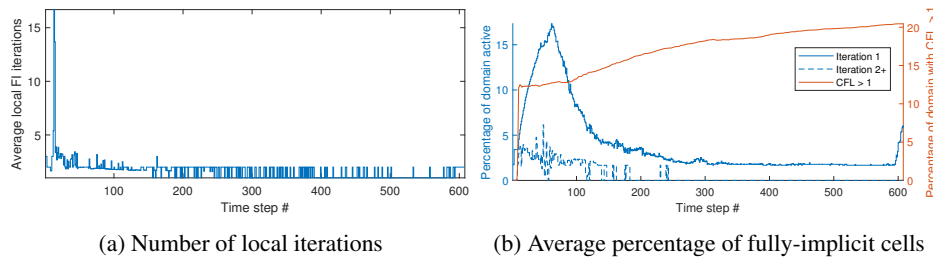 Average local FI iterations
15
10
5
100
200
300
400
500
600
Time step #
(a) Number of local iterations
Percentage of domain active
15
10
5
0
100
200
300
400
500
600
Time step #
Iteration 1
Iteration 2+
CFL > 1
20
15
10
5
0
Percentage of domain with CFL > 1
(b) Average percentage of fully-implicit cells